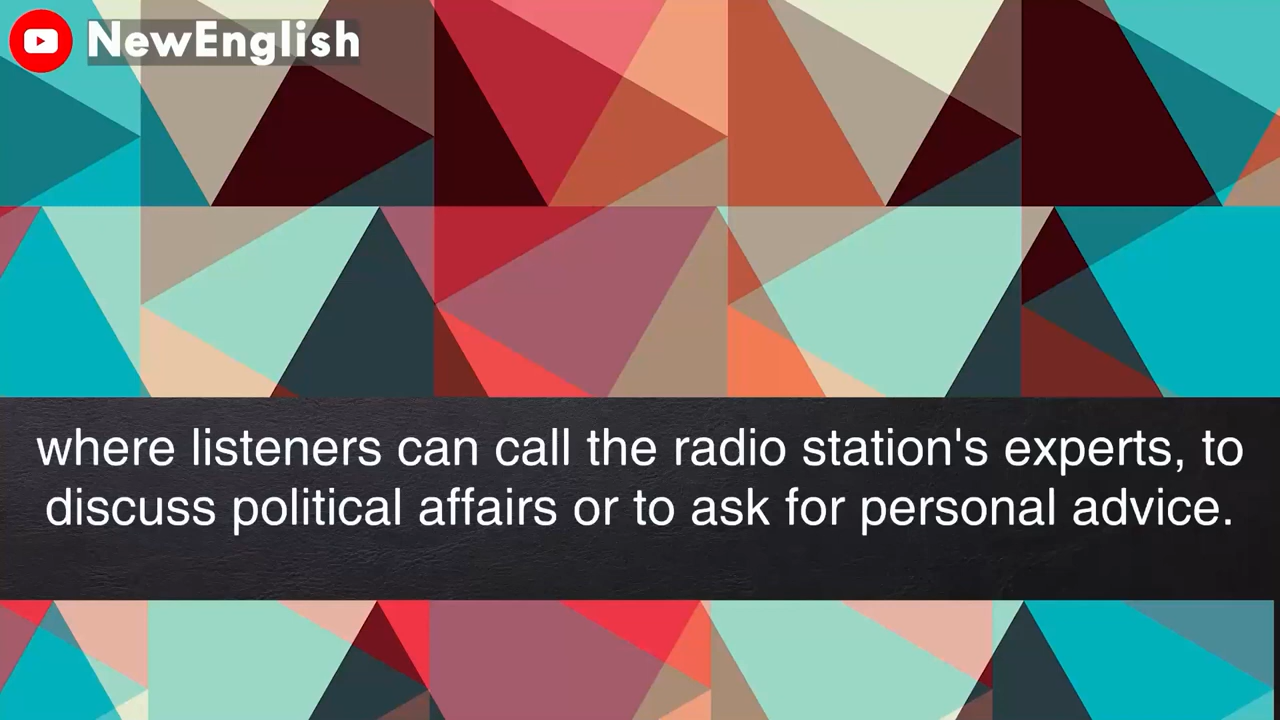 NewEnglish
where listeners can call the radio station's experts, to
discuss political affairs or to ask for personal advice.